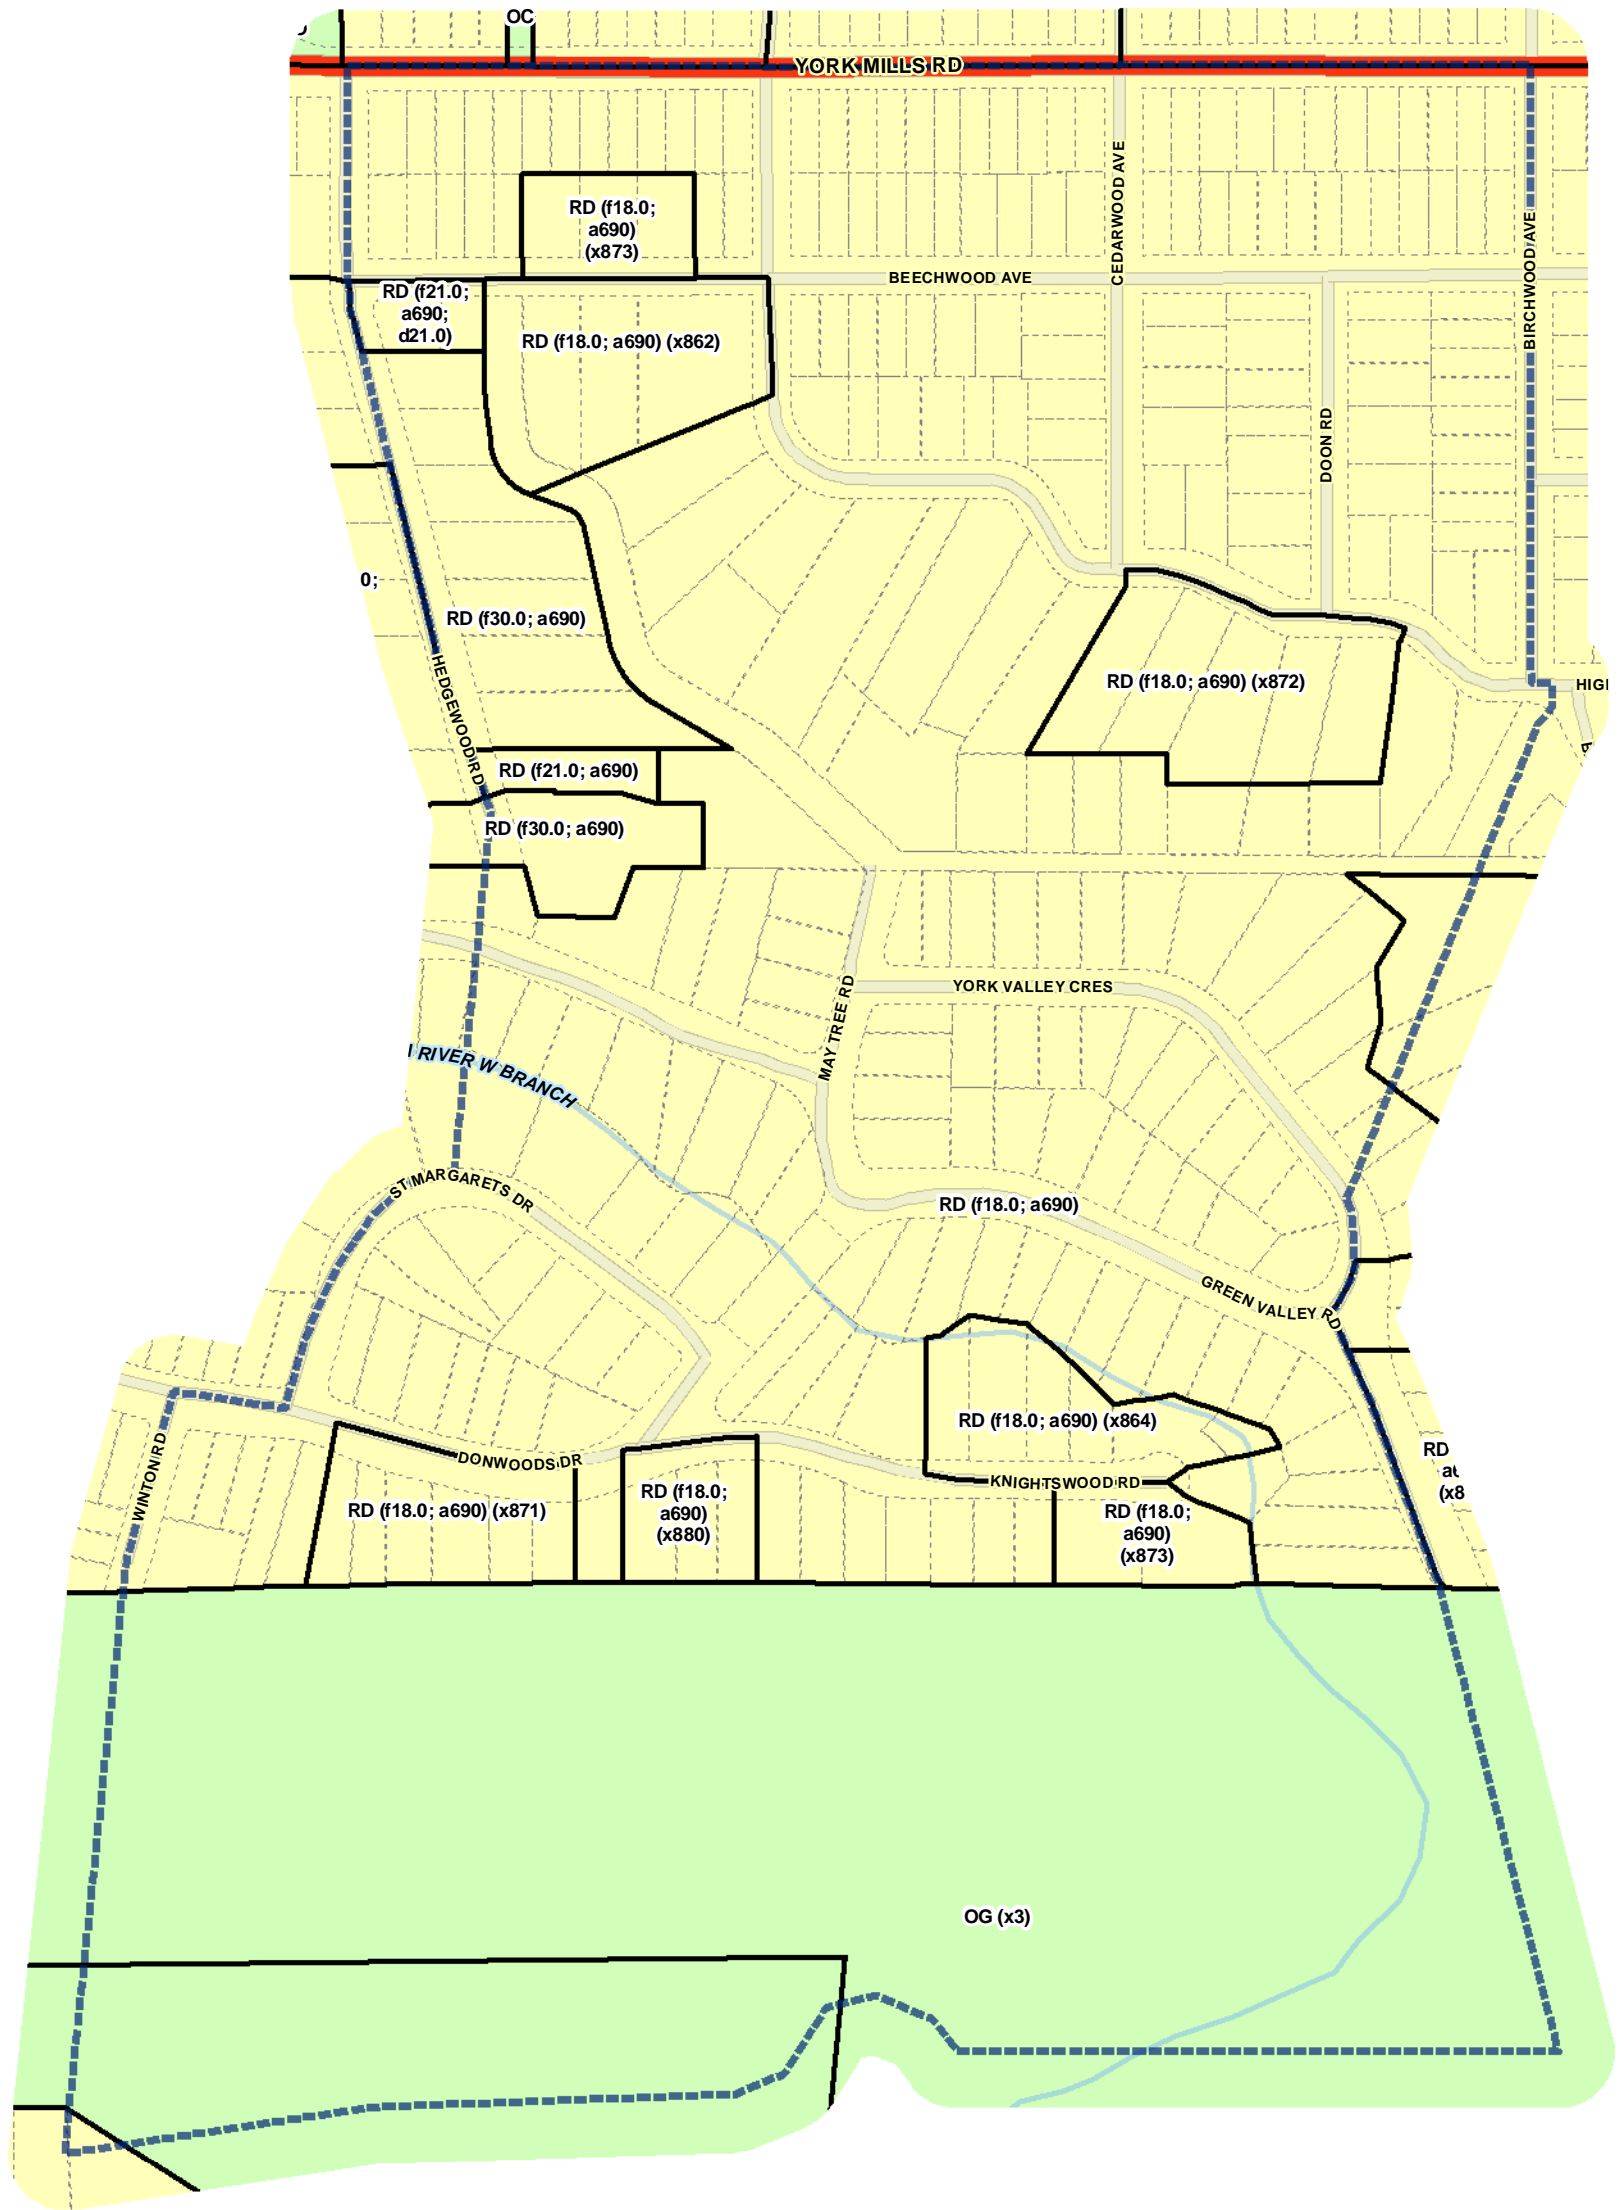 OC
YORK MILLS RD
CEDARWOOD AVE
RD (f18.0;
a690)
(x873)
BIRCHWOOD AVE
BEECHWOOD AVE
RD (f21.0;
a690;
d21.0)
RD (f18.0; a690) (x862)
DOON RD
0;
RD (f30.0; a690)
HEDGEWOOD RD
RD (f18.0; a690) (x872)
HIGH
RD (f21.0; a690)
RD (f30.0; a690)
YORK VALLEY CRES
MAY TREE RD
I RIVER W BRANCH
ST MARGARETS DR
RD (f18.0; a690)
GREEN VALLEY RD
RD (f18.0; a690) (x864)
WINTON RD
DONWOODS DR
RD
(x8
KNIGHTSWOOD RD
RD (f18.0; a690) (x871)
RD (f18.0;
a690)
(x880)
RD (f18.0;
a690)
(x873)
OG (x3)